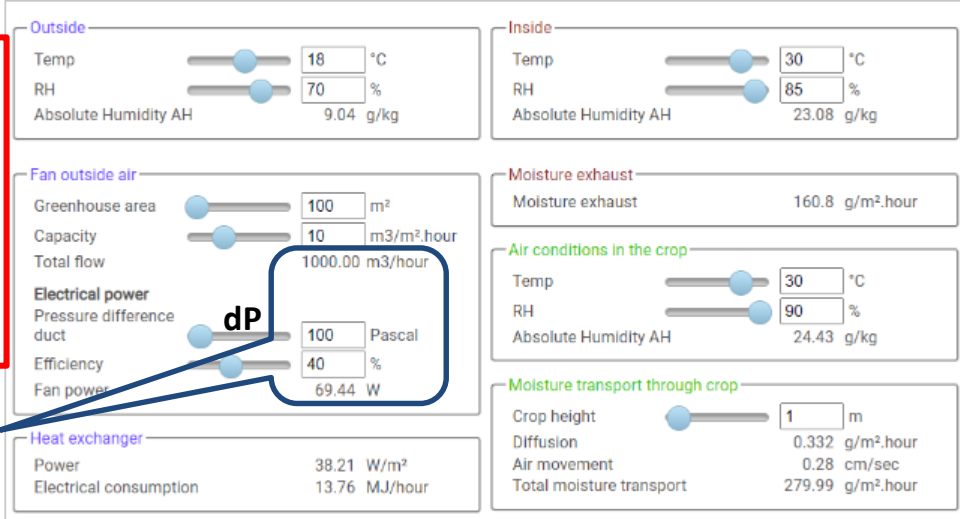 Outside
Temp 18 °C
RH 70 %
Absolute Humidity AH 9.04 g/kg
Fan outside air
Greenhouse area 100 m²
Capacity 10 m3/m².hour
Total flow 1000.00 m3/hour
Electrical power
Pressure difference
duct dP 100 Pascal
Efficiency 40 %
Fan power 69.44 W
Heat exchanger
Power 38.21 W/m²
Electrical consumption 13.76 MJ/hour
Inside
Temp 30 °C
RH 85 %
Absolute Humidity AH 23.08 g/kg
Moisture exhaust
Moisture exhaust 160.8 g/m².hour
Air conditions in the crop
Temp 30 °C
RH 90 %
Absolute Humidity AH 24.43 g/kg
Moisture transport through crop
Crop height 1 m
Diffusion 0.332 g/m².hour
Air movement 0.28 cm/sec
Total moisture transport 279.99 g/m².hour